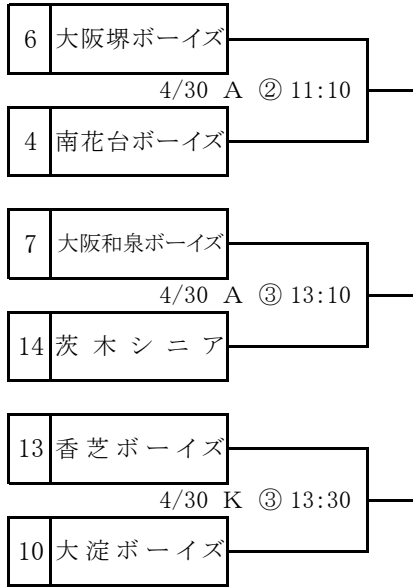 6 大阪堺ボーイズ
4/30 A ② 11:10
4 南花台ボーイズ
7 大阪和泉ボーイズ
4/30 A ③ 13:10
14 茨木シニア
13 香芝ボーイズ
4/30 K ③ 13:30
10 大淀ボーイズ